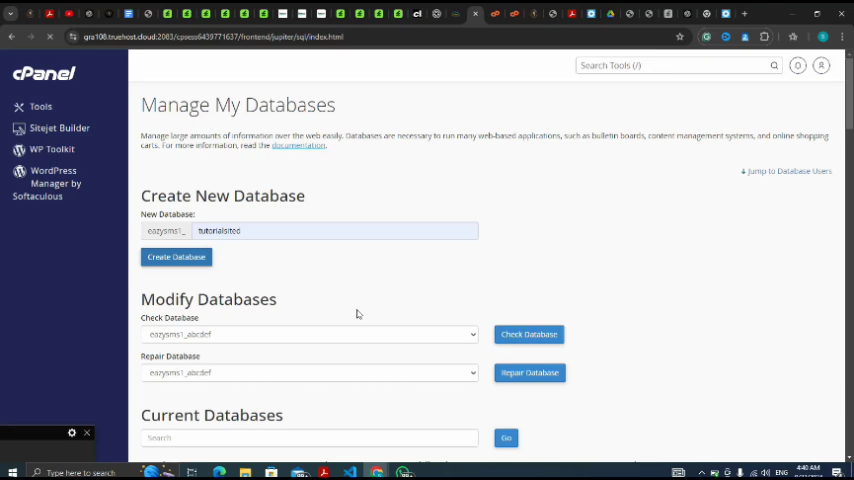 gra108.truehost.cloud:2083/cpsess6439771637/frontend/jupiter/sql/index.html
cPanel
Search Tools (/)
Tools
Sitejet Builder
WP Toolkit
WordPress
Manager by
Softaculous
Manage My Databases
Manage large amounts of information over the web easily. Databases are necessary to run many web-based applications, such as bulletin boards, content management systems, and online shopping
carts. For more information, read the documentation.
Jump to Database Users
Create New Database
New Database:
eazysms1_ tutorialsited
Create Database
Modify Databases
Check Database
eazysms1_abcdef
Check Database
Repair Database
eazysms1_abcdef
Repair Database
Current Databases
Search
Go
Type here to search
ENG
4:40 AM